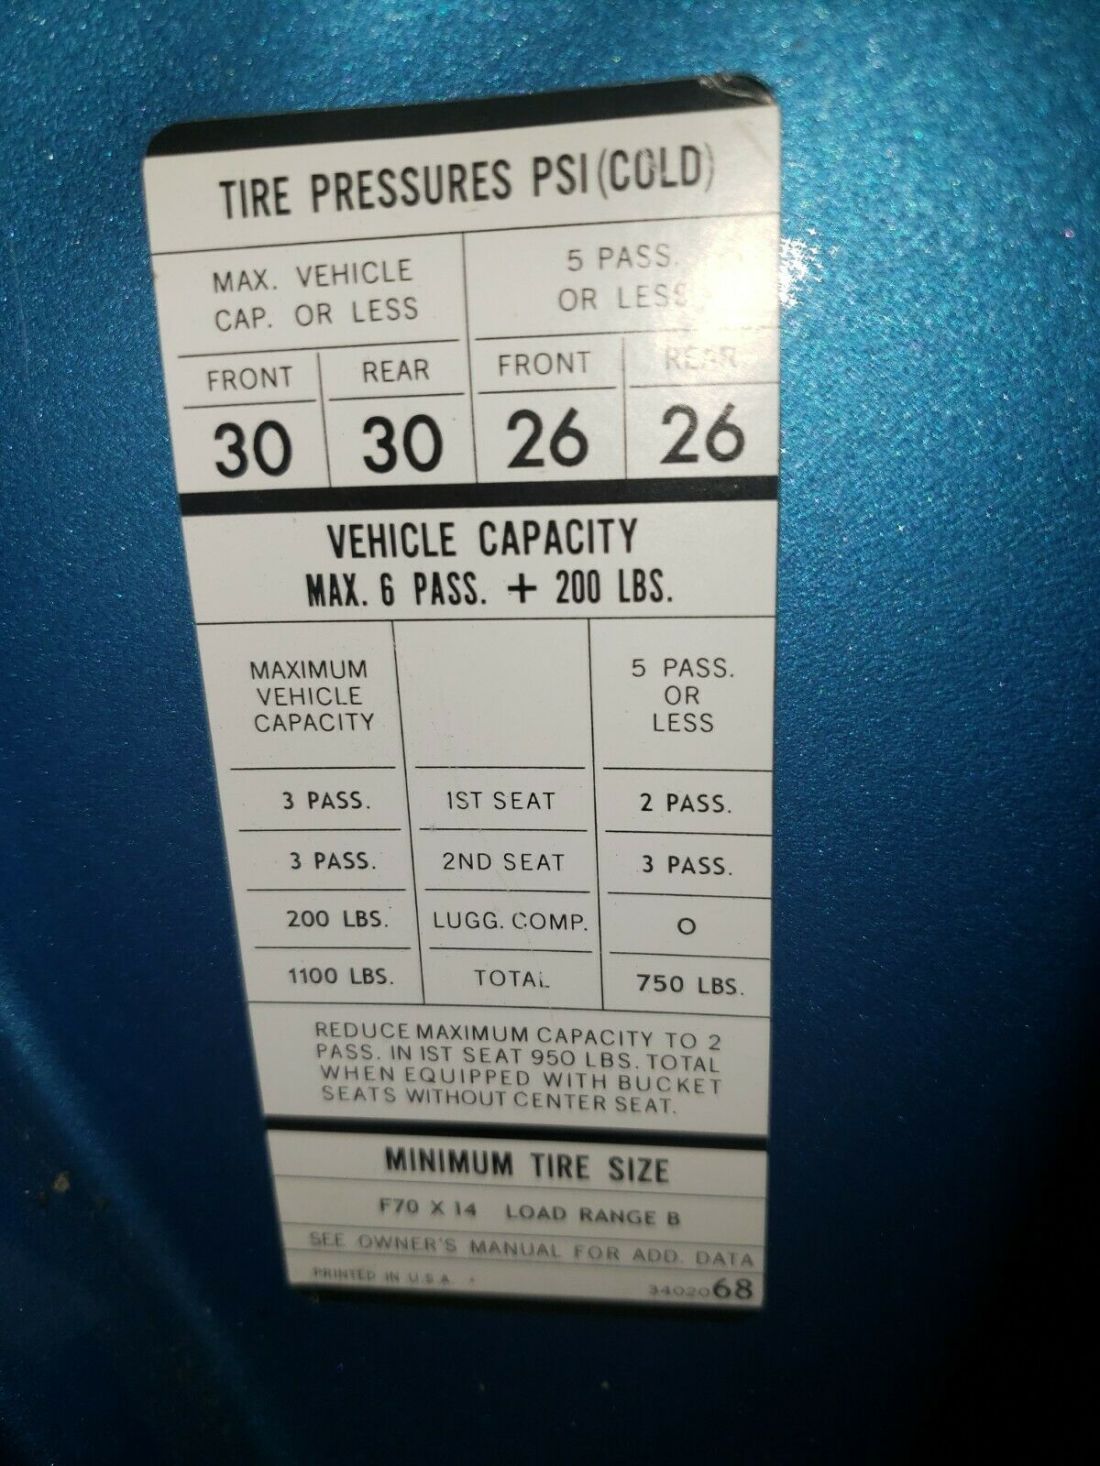 TIRE PRESSURES PSI (COLD)
MAX. VEHICLE
CAP. OR LESS
5 PASS.
OR LESS
FRONT REAR FRONT REAR
30 30 26 26
VEHICLE CAPACITY
MAX. 6 PASS. + 200 LBS.
MAXIMUM
VEHICLE
CAPACITY
5 PASS.
OR
LESS
3 PASS. 1ST SEAT 2 PASS.
3 PASS. 2ND SEAT 3 PASS.
200 LBS. LUGG. COMP. O
1100 LBS. TOTAL 750 LBS.
REDUCE MAXIMUM CAPACITY TO 2
PASS. IN 1ST SEAT 950 LBS. TOTAL
WHEN EQUIPPED WITH BUCKET
SEATS WITHOUT CENTER SEAT.
MINIMUM TIRE SIZE
F70 X 14 LOAD RANGE B
SEE OWNER'S MANUAL FOR ADD. DATA
PRINTED IN U.S.A.
3402068